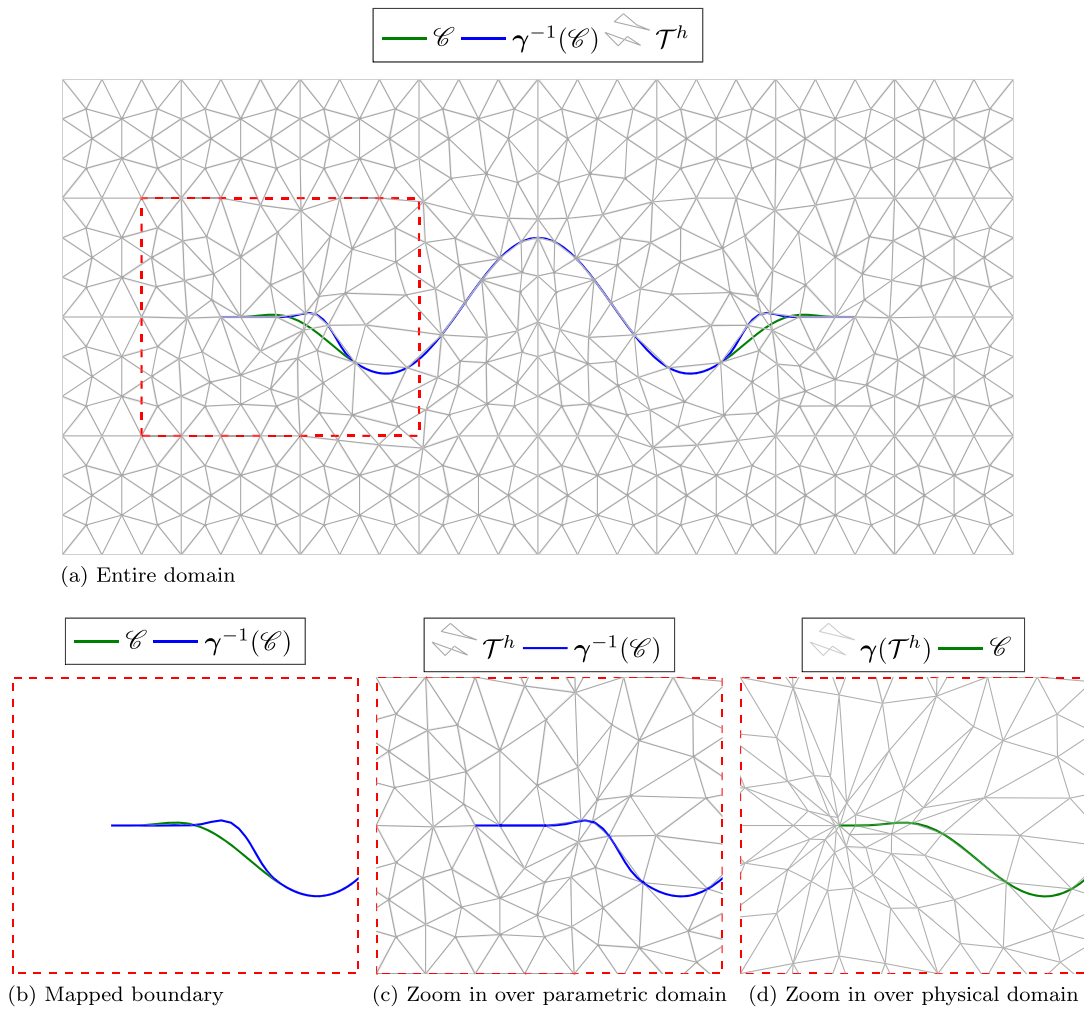 𝒞 γ⁻¹(𝒞) 𝒯ʰ
(a) Entire domain
𝒞 γ⁻¹(𝒞)
𝒯ʰ γ⁻¹(𝒞)
γ(𝒯ʰ) 𝒞
(b) Mapped boundary
(c) Zoom in over parametric domain
(d) Zoom in over physical domain